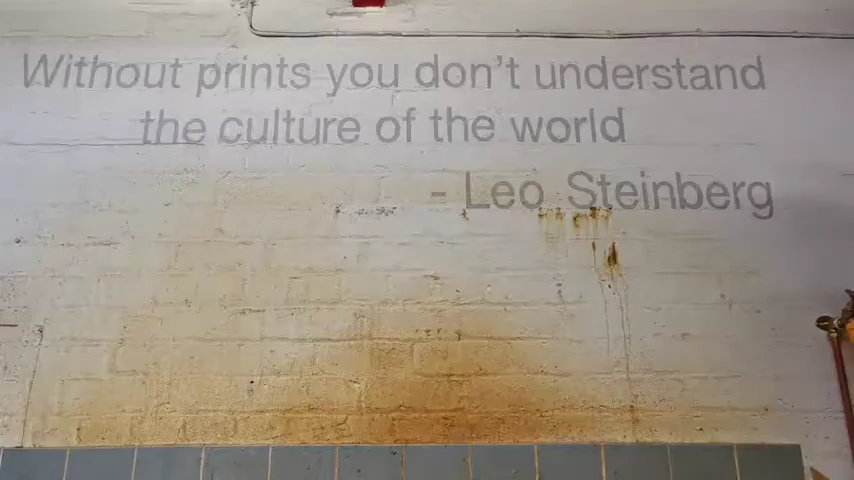 Without prints you don't understand
the culture of the world
- Leo Steinberg